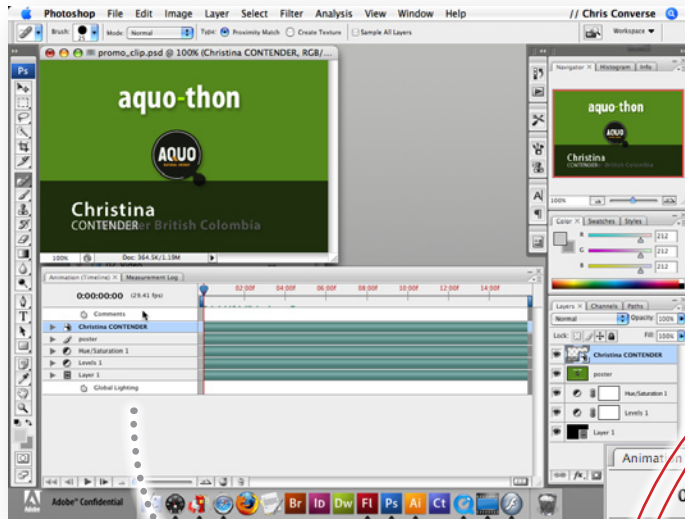 Photoshop File Edit Image Layer Select Filter Analysis View Window Help // Chris Converse
Brush: Mode: Normal Type: Proximity Match Create Texture Sample All Layers Workspace
promo_clip.psd @ 100% (Christina CONTENDER, RGB/...
Ps
aquo-thon
AQUO
Christina
CONTENDER British Colombia
100% Doc: 364.5K/1.19M
Navigator Histogram Info
aquo-thon
AQUO
Christina
CONTENDER British Colombia
100%
Color Swatches Styles
R 212
G 212
B 212
Animation (Timeline) Measurement Log
0:00:00:00 (29.41 fps) 02:00f 04:00f 06:00f 08:00f 10:00f 12:00f 14:00f
Comments
Christina CONTENDER
poster
Hue/Saturation 1
Levels 1
Layer 1
Global Lighting
Layers Channels Paths
Normal Opacity: 100%
Lock: Fill: 100%
Christina CONTENDER
poster
Hue/Saturation 1
Levels 1
Layer 1
Animation
0
Adobe
Adobe® Confidential
Br Id Dw Fl Ps Ai Ct